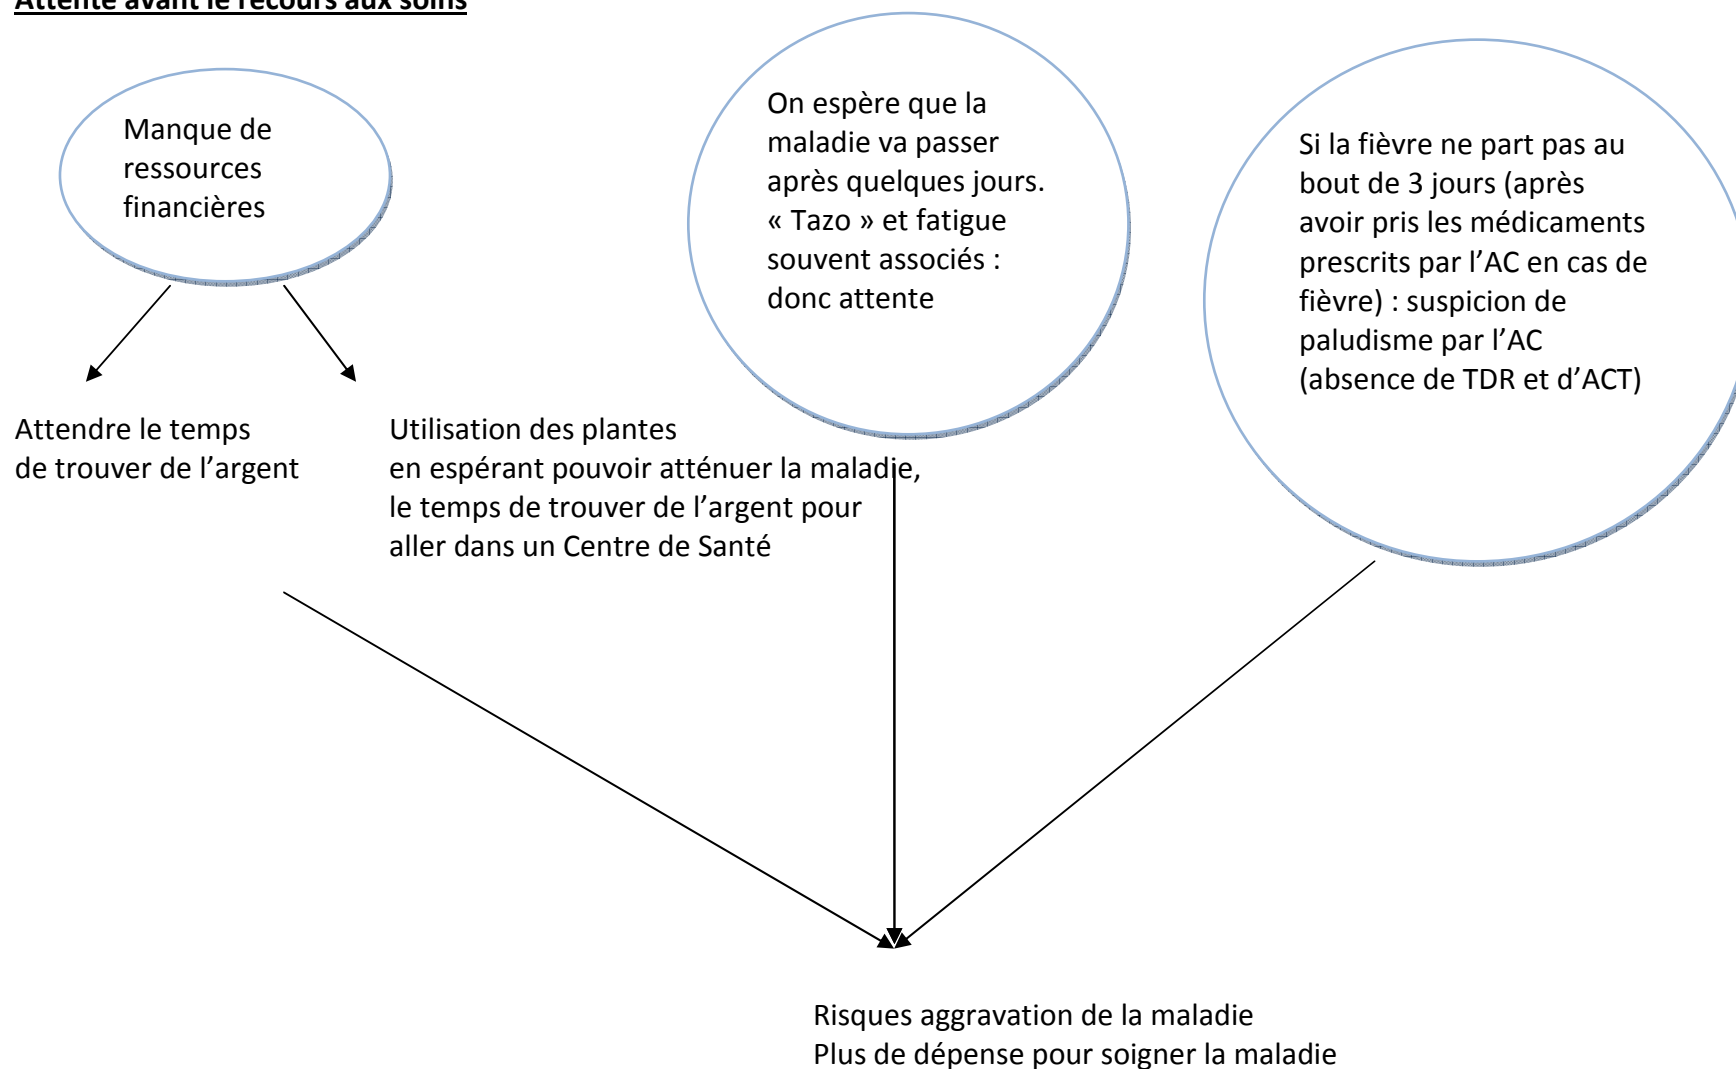 Attente avant le recours aux soins
Manque de
ressources
financières
On espère que la
maladie va passer
après quelques jours.
« Tazo » et fatigue
souvent associés :
donc attente
Si la fièvre ne part pas au
bout de 3 jours (après
avoir pris les médicaments
prescrits par l’AC en cas de
fièvre) : suspicion de
paludisme par l’AC
(absence de TDR et d’ACT)
Attendre le temps
de trouver de l’argent
Utilisation des plantes
en espérant pouvoir atténuer la maladie,
le temps de trouver de l’argent pour
aller dans un Centre de Santé
Risques aggravation de la maladie
Plus de dépense pour soigner la maladie